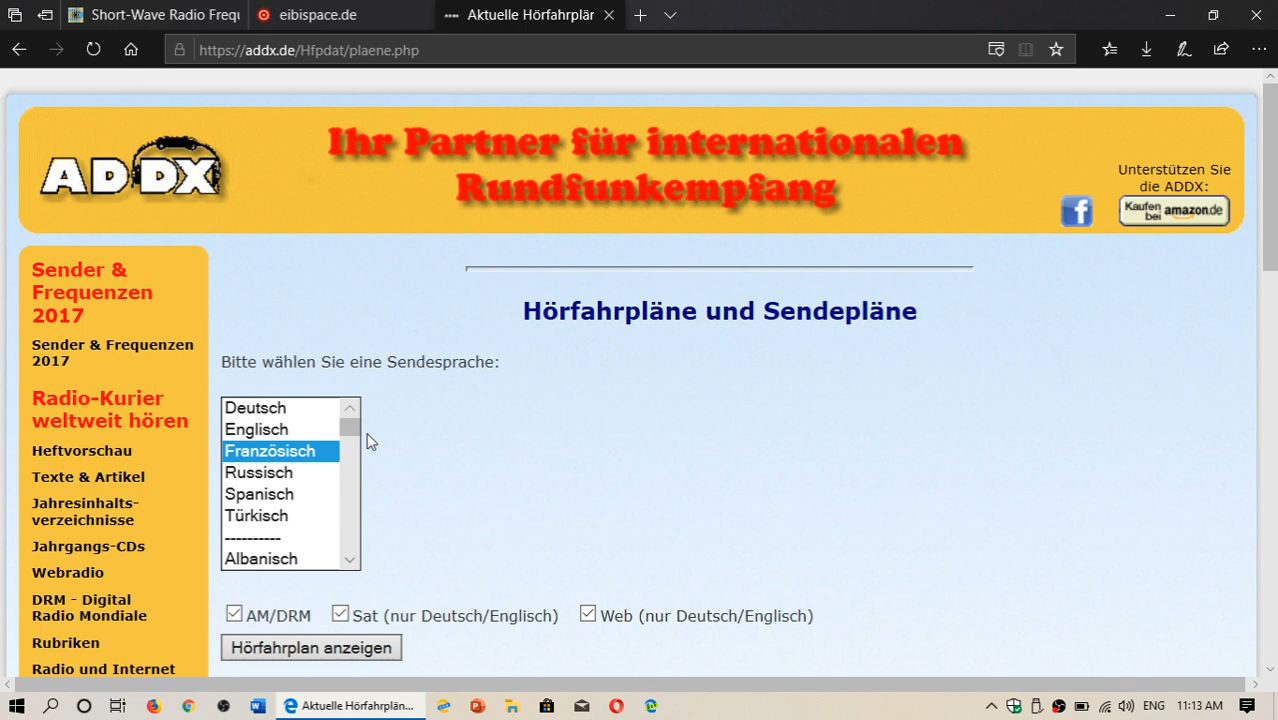 Short-Wave Radio Frequ
eibispace.de
Aktuelle Hörfahrplän
https://addx.de/Hfpdat/plaene.php
ADDX
Ihr Partner für internationalen
Rundfunkempfang
Unterstützen Sie
die ADDX:
f
Kaufen
bei amazon.de
Sender &
Frequenzen
2017
Sender & Frequenzen
2017
Radio-Kurier
weltweit hören
Heftvorschau
Texte & Artikel
Jahresinhalts-
verzeichnisse
Jahrgangs-CDs
Webradio
DRM - Digital
Radio Mondiale
Rubriken
Radio und Internet
Hörfahrpläne und Sendepläne
Bitte wählen Sie eine Sendesprache:
Deutsch
Englisch
Französisch
Russisch
Spanisch
Türkisch
----------
Albanisch
AM/DRM Sat (nur Deutsch/Englisch) Web (nur Deutsch/Englisch)
Hörfahrplan anzeigen
Aktuelle Hörfahrplän...
ENG
11:13 AM